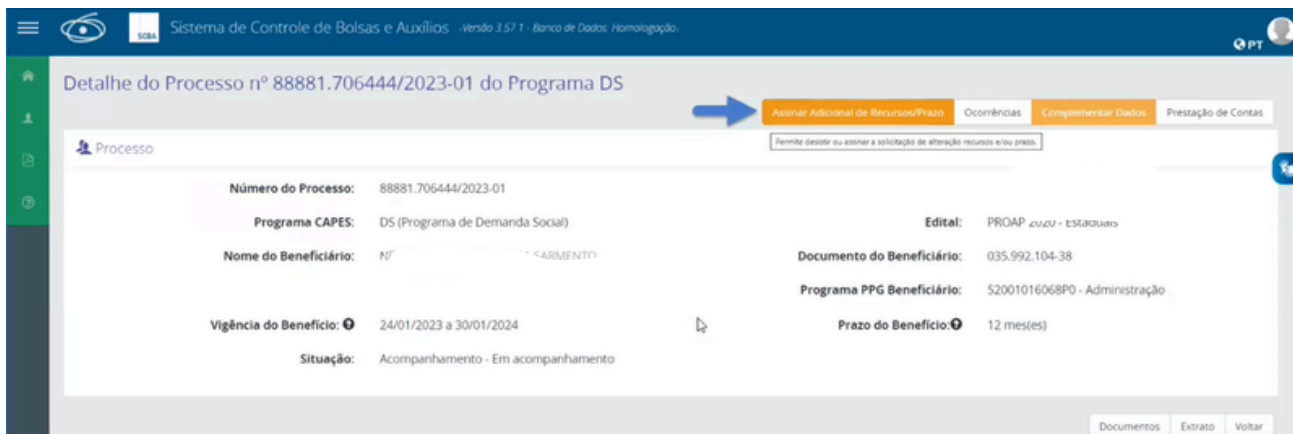 SCBA Sistema de Controle de Bolsas e Auxílios -Versão 3.57.1 - Banco de Dados: Homologação-
PT
Detalhe do Processo nº 88881.706444/2023-01 do Programa DS
Assinar Adicional de Recursos/Prazo Ocorrências Complementar Dados Prestação de Contas
Permite desistir ou assinar a solicitação de alteração recursos e/ou prazo.
Processo
Número do Processo: 88881.706444/2023-01
Programa CAPES: DS (Programa de Demanda Social) Edital: PROAP 2020 - Estaduais
Nome do Beneficiário: SARMENTO Documento do Beneficiário: 035.992.104-38
Programa PPG Beneficiário: 52001016068P0 - Administração
Vigência do Benefício: 24/01/2023 a 30/01/2024 Prazo do Benefício: 12 mes(es)
Situação: Acompanhamento - Em acompanhamento
Documentos Extrato Voltar